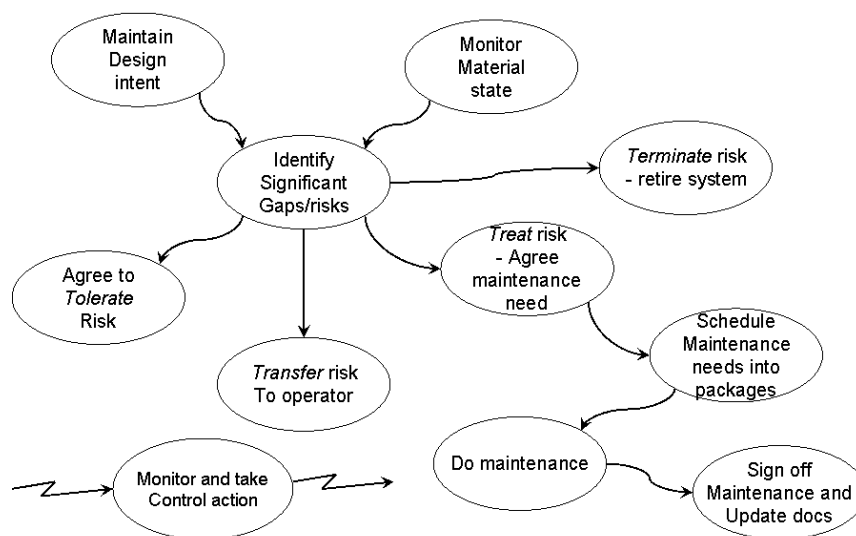 Maintain
Design
intent
Monitor
Material
state
Identify
Significant
Gaps/risks
Terminate risk
- retire system
Treat risk
- Agree
maintenance
need
Agree to
Tolerate
Risk
Schedule
Maintenance
needs into
packages
Transfer risk
To operator
Do maintenance
Monitor and take
Control action
Sign off
Maintenance and
Update docs